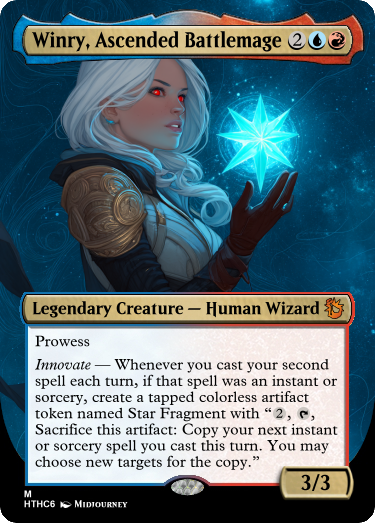 Winry, Ascended Battlemage 2
Legendary Creature — Human Wizard
Prowess
Innovate — Whenever you cast your second
spell each turn, if that spell was an instant or
sorcery, create a tapped colorless artifact
token named Star Fragment with “2, ,
Sacrifice this artifact: Copy your next instant
or sorcery spell you cast this turn. You may
choose new targets for the copy.”
3/3
M
HTHC6 Midjourney